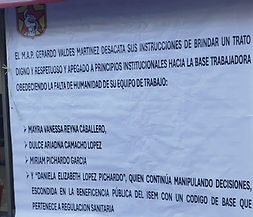 EL M.A.P. GERARDO VALDES MARTINEZ DESACATA SUS INSTRUCCIONES DE BRINDAR UN TRATO
DIGNO Y RESPETUOSO Y APEGADO A PRINCIPIOS INSTITUCIONALES HACIA LA BASE TRABAJADORA
OBEDECIENDO LA FALTA DE HUMANIDAD DE SU EQUIPO DE TRABAJO:
➤ MAYRA VANESSA REYNA CABALLERO,
➤ DULCE ARIADNA CAMACHO LOPEZ
➤ MIRIAM PICHARDO GARCIA
➤ Y "DANIELA ELIZABETH LOPEZ PICHARDO", QUIEN CONTINÚA MANIPULANDO DECISIONES,
ESCONDIDA EN LA BENEFICENCIA PÚBLICA DEL ISEM CON UN CODIGO DE BASE QUE
PERTENECE A REGULACION SANITARIA